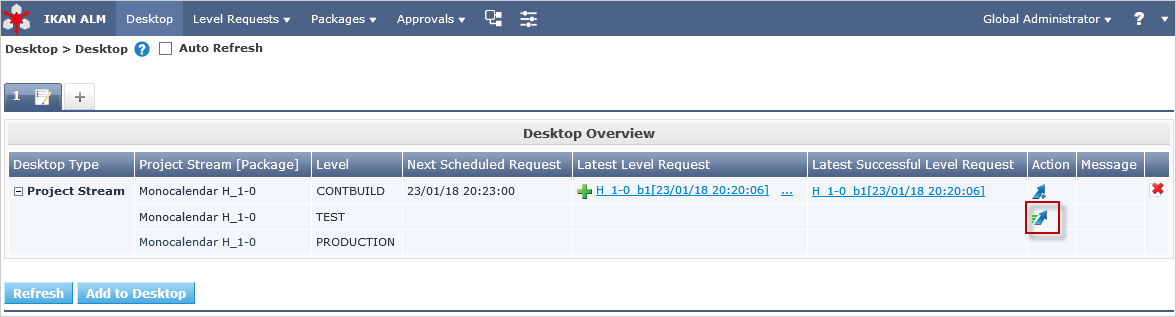 IKAN ALM Desktop Level Requests Packages Approvals Global Administrator ?
Desktop > Desktop ? Auto Refresh
1 +
Desktop Overview
Desktop Type Project Stream [Package] Level Next Scheduled Request Latest Level Request Latest Successful Level Request Action Message
Project Stream Monocalendar H_1-0 CONTBUILD 23/01/18 20:23:00 H_1-0_b1[23/01/18 20:20:06] ... H_1-0_b1[23/01/18 20:20:06]
Monocalendar H_1-0 TEST
Monocalendar H_1-0 PRODUCTION
Refresh Add to Desktop